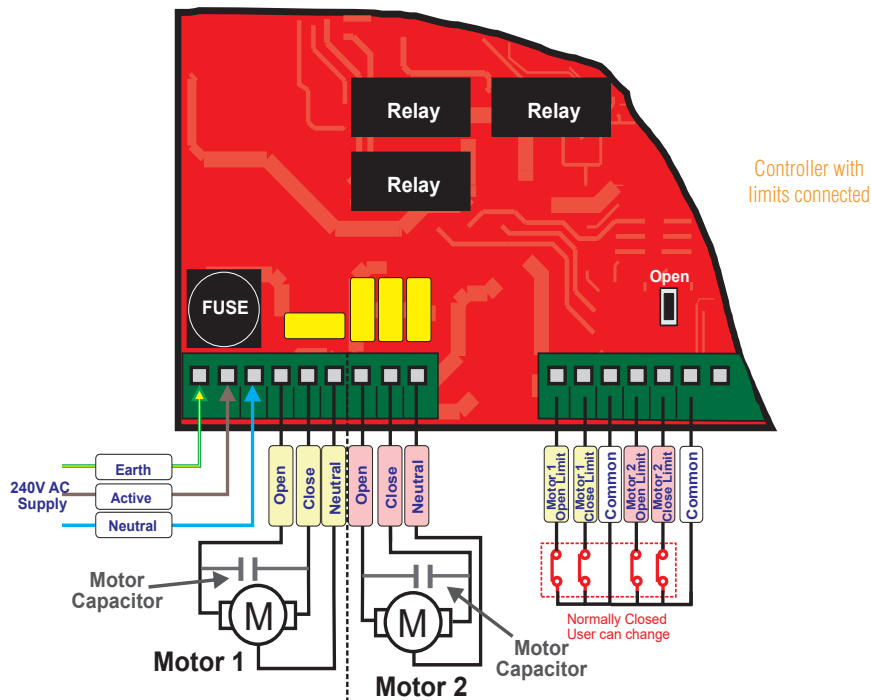 Relay
Relay
Relay
Controller with
limits connected
Open
FUSE
Earth
240V AC
Supply
Active
Neutral
Open
Close
Neutral
Open
Close
Neutral
Motor 1
Open Limit
Motor 1
Close Limit
Common
Motor 2
Open Limit
Motor 2
Close Limit
Common
Motor
Capacitor
M
Motor 1
M
Motor
Capacitor
Motor 2
Normally Closed
User can change